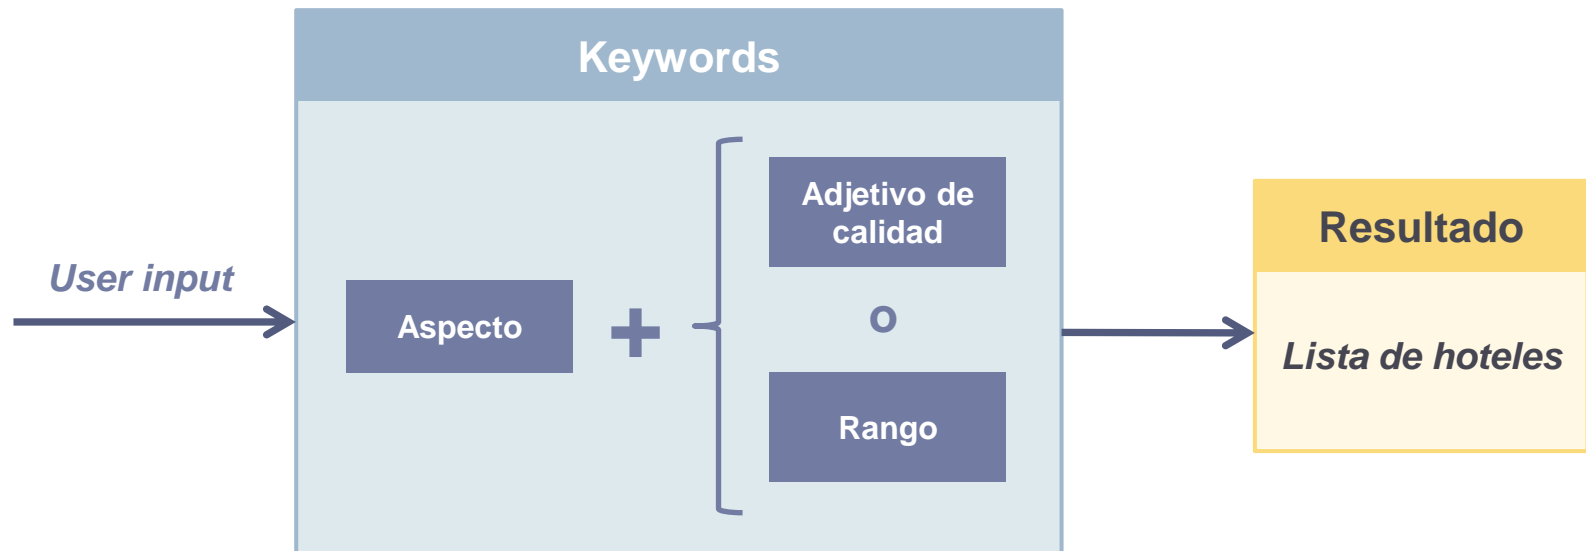 Keywords
User input
Aspecto
+
Adjetivo de
calidad
o
Rango
Resultado
Lista de hoteles